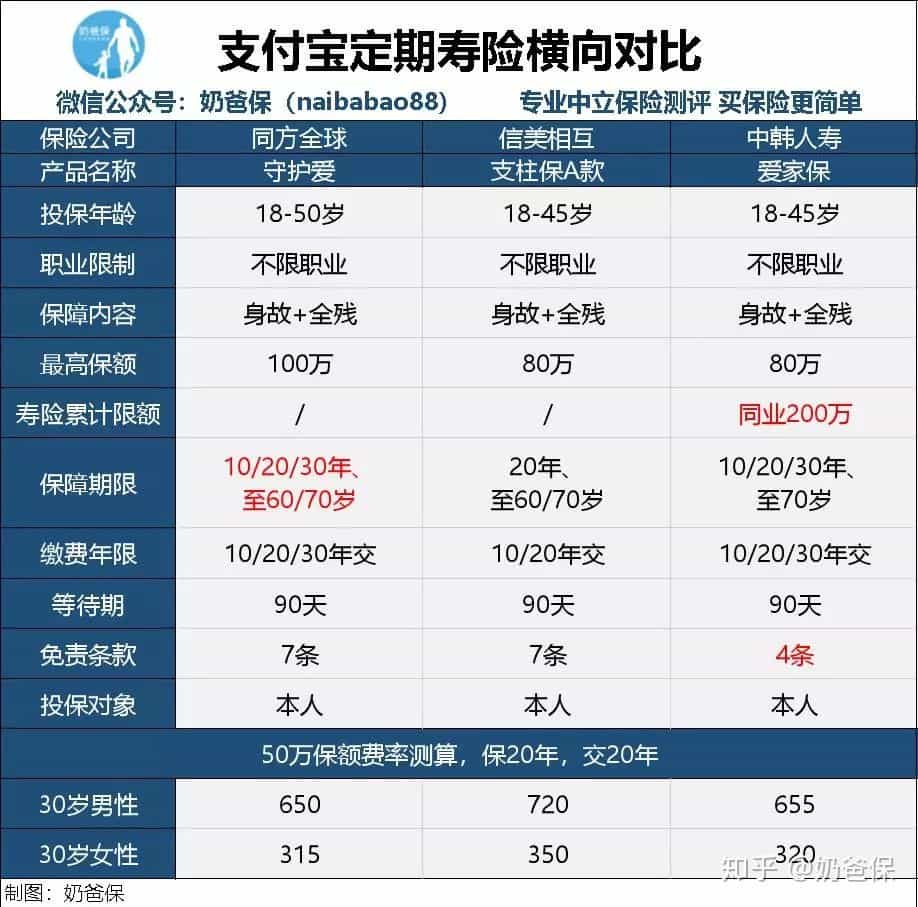 奶爸保
支付宝定期寿险横向对比
微信公众号：奶爸保（naibabao88） 专业中立保险测评 买保险更简单
保险公司 同方全球 信美相互 中韩人寿
产品名称 守护爱 支柱保A款 爱家保
投保年龄 18-50岁 18-45岁 18-45岁
职业限制 不限职业 不限职业 不限职业
保障内容 身故+全残 身故+全残 身故+全残
最高保额 100万 80万 80万
寿险累计限额 / / 同业200万
保障期限 10/20/30年、 20年、 10/20/30年、
至60/70岁 至60/70岁 至70岁
缴费年限 10/20/30年交 10/20年交 10/20/30年交
等待期 90天 90天 90天
免责条款 7条 7条 4条
投保对象 本人 本人 本人
50万保额费率测算，保20年，交20年
30岁男性 650 720 655
30岁女性 315 350 320
知乎 @奶爸保
制图：奶爸保